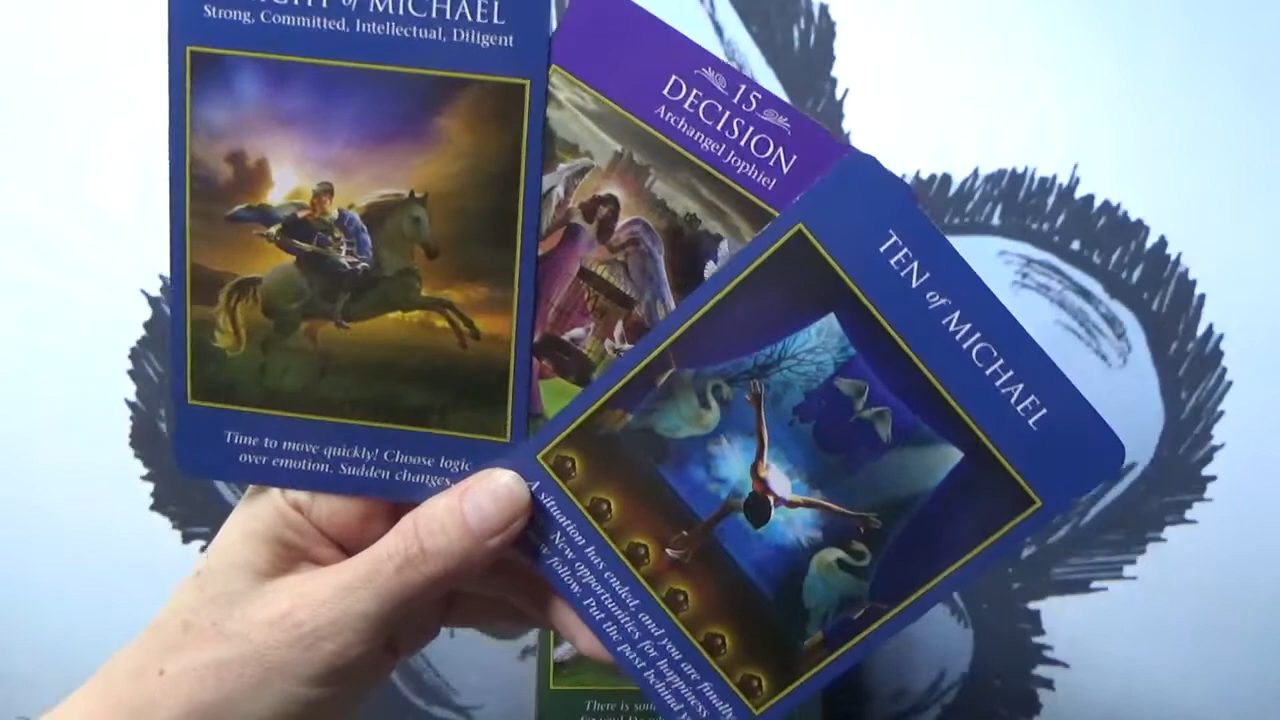 of MICHAEL
Strong, Committed, Intellectual, Diligent
Time to move quickly! Choose logic
over emotion. Sudden changes.
15
DECISION
Archangel Jophiel
TEN of MICHAEL
A situation has ended, and you are finally
New opportunities for happiness
follow. Put the past behind
There is